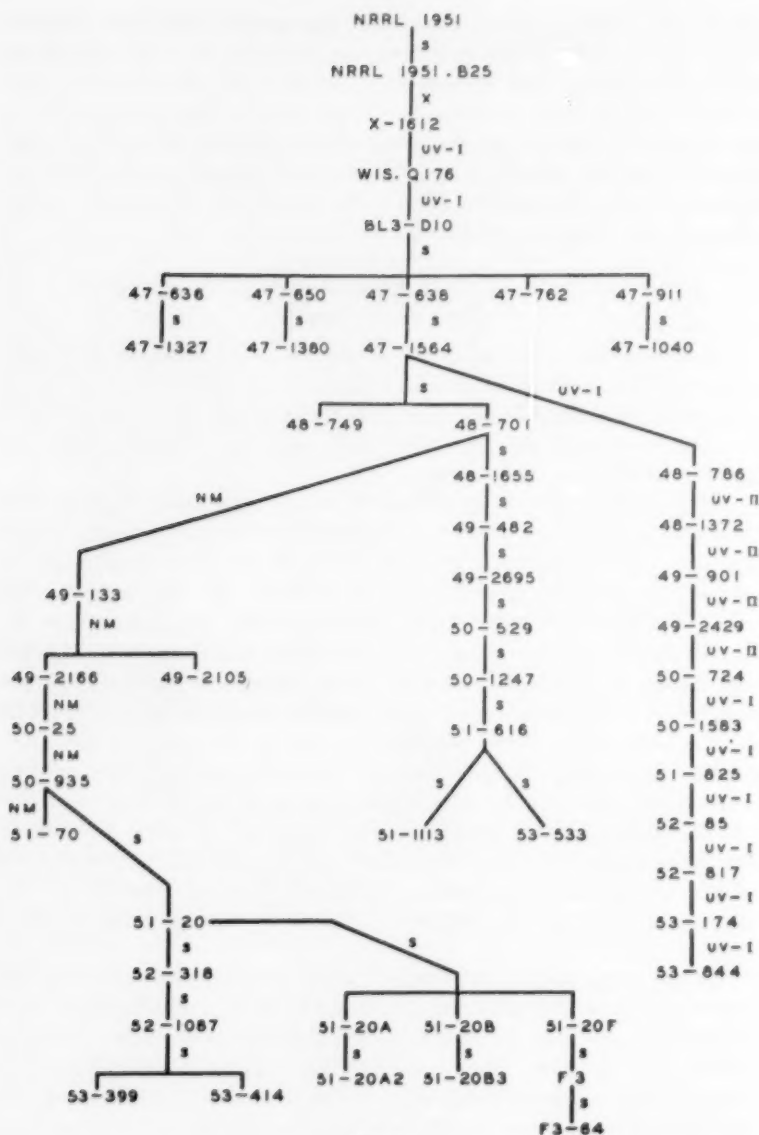 NRRL 1951
S
NRRL 1951.B25
X
X-1612
UV-I
WIS. Q176
UV-I
BL3-D10
S
47-636 47-650 47-638 47-762 47-911
S S S S
47-1327 47-1380 47-1564 47-1040
S UV-I
48-749 48-701
S
48-1655 48-786
NM S UV-II
49-482 48-1372
S UV-II
49-133 49-2695 49-901
NM S UV-II
50-529 49-2429
S UV-II
49-2166 49-2105 50-1247 50-724
NM S UV-I
50-25 51-616 50-1583
NM UV-I
50-935 S S 51-825
NM S UV-I
51-70 51-1113 53-533 52-85
UV-I
52-817
UV-I
51-20 53-174
S S UV-I
52-318 53-844
S
52-1087 51-20A 51-20B 51-20F
S S S S
53-399 53-414 51-20A2 51-20B3 F3
S
F3-64